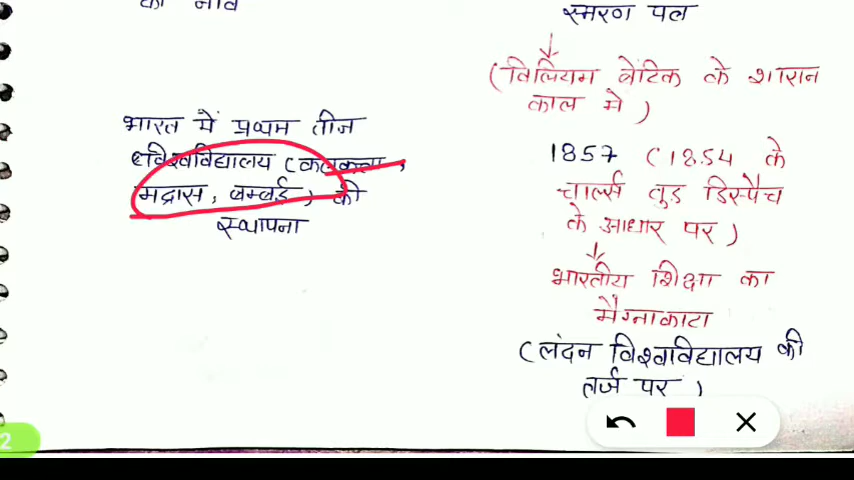 की नींव
स्मरण पल
(विलियम बेंटिक के शासन
काल मे)
भारत में प्रथम तीन
विश्वविद्यालय (कलकत्ता,
मद्रास, बम्बई) की
स्थापना
1857 (1854 के
चार्ल्स वुड डिस्पैच
के आधार पर)
भारतीय शिक्षा का
मैग्नाकाटा
(लंदन विश्वविद्यालय की
तर्ज पर)
2